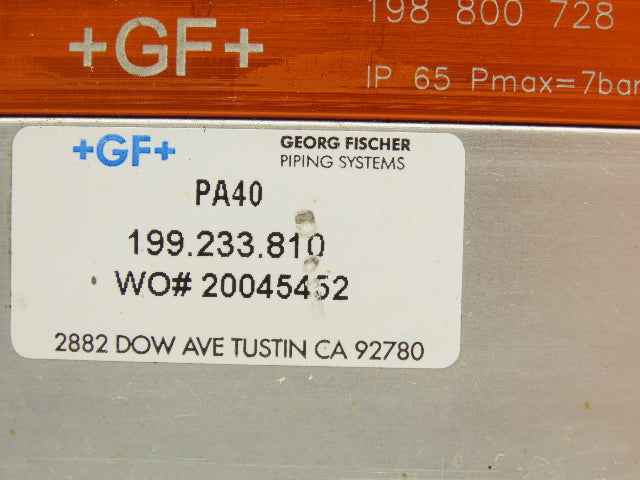 198 800 728
+GF+
IP 65 Pmax=7bar
+GF+
GEORG FISCHER
PIPING SYSTEMS
PA40
199.233.810
WO# 20045452
2882 DOW AVE TUSTIN CA 92780